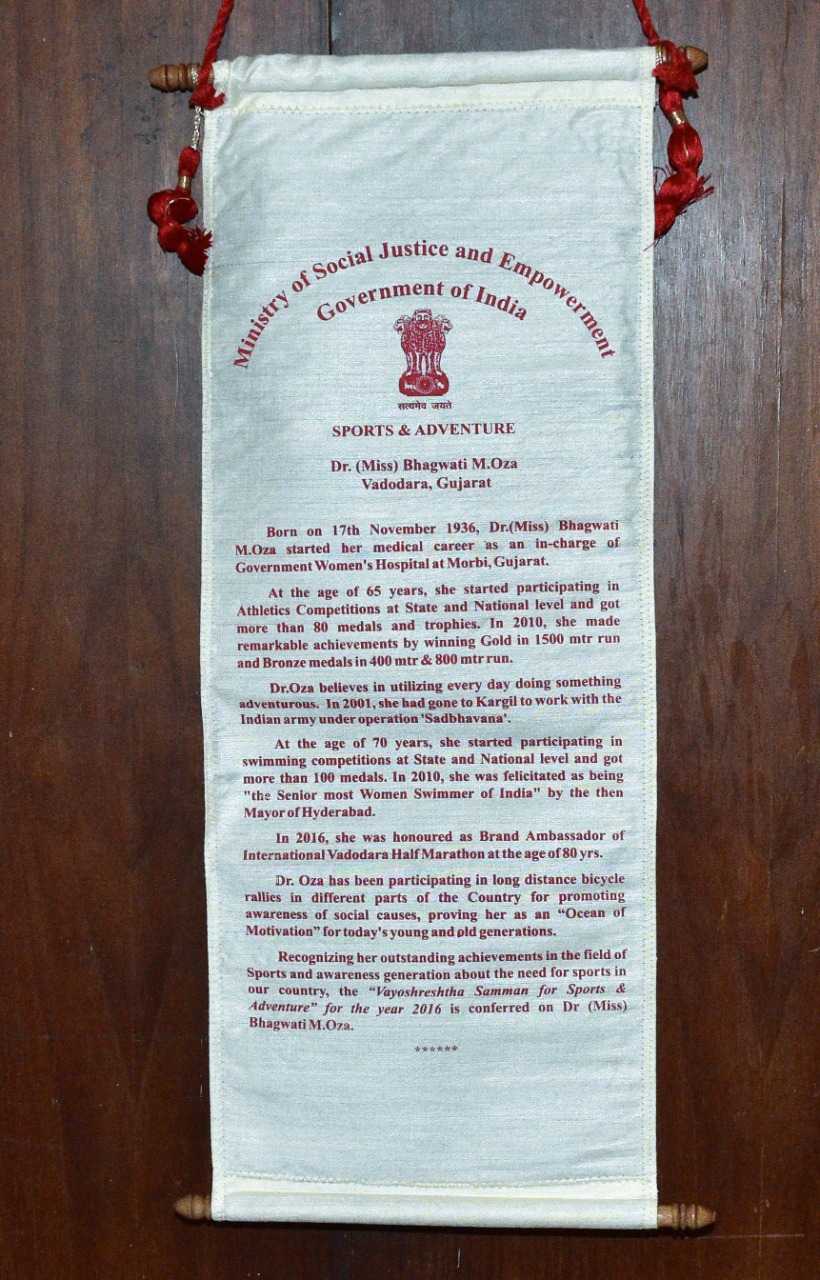 Ministry of Social Justice and Empowerment
Government of India
सत्यमेव जयते
SPORTS & ADVENTURE
Dr. (Miss) Bhagwati M.Oza
Vadodara, Gujarat
Born on 17th November 1936, Dr.(Miss) Bhagwati
M.Oza started her medical career as an in-charge of
Government Women's Hospital at Morbi, Gujarat.
At the age of 65 years, she started participating in
Athletics Competitions at State and National level and got
more than 80 medals and trophies. In 2010, she made
remarkable achievements by winning Gold in 1500 mtr run
and Bronze medals in 400 mtr & 800 mtr run.
Dr.Oza believes in utilizing every day doing something
adventurous. In 2001, she had gone to Kargil to work with the
Indian army under operation 'Sadbhavana'.
At the age of 70 years, she started participating in
swimming competitions at State and National level and got
more than 100 medals. In 2010, she was felicitated as being
"the Senior most Women Swimmer of India" by the then
Mayor of Hyderabad.
In 2016, she was honoured as Brand Ambassador of
International Vadodara Half Marathon at the age of 80 yrs.
Dr. Oza has been participating in long distance bicycle
rallies in different parts of the Country for promoting
awareness of social causes, proving her as an “Ocean of
Motivation” for today's young and old generations.
Recognizing her outstanding achievements in the field of
Sports and awareness generation about the need for sports in
our country, the “Vayoshreshtha Samman for Sports &
Adventure” for the year 2016 is conferred on Dr (Miss)
Bhagwati M.Oza.
******